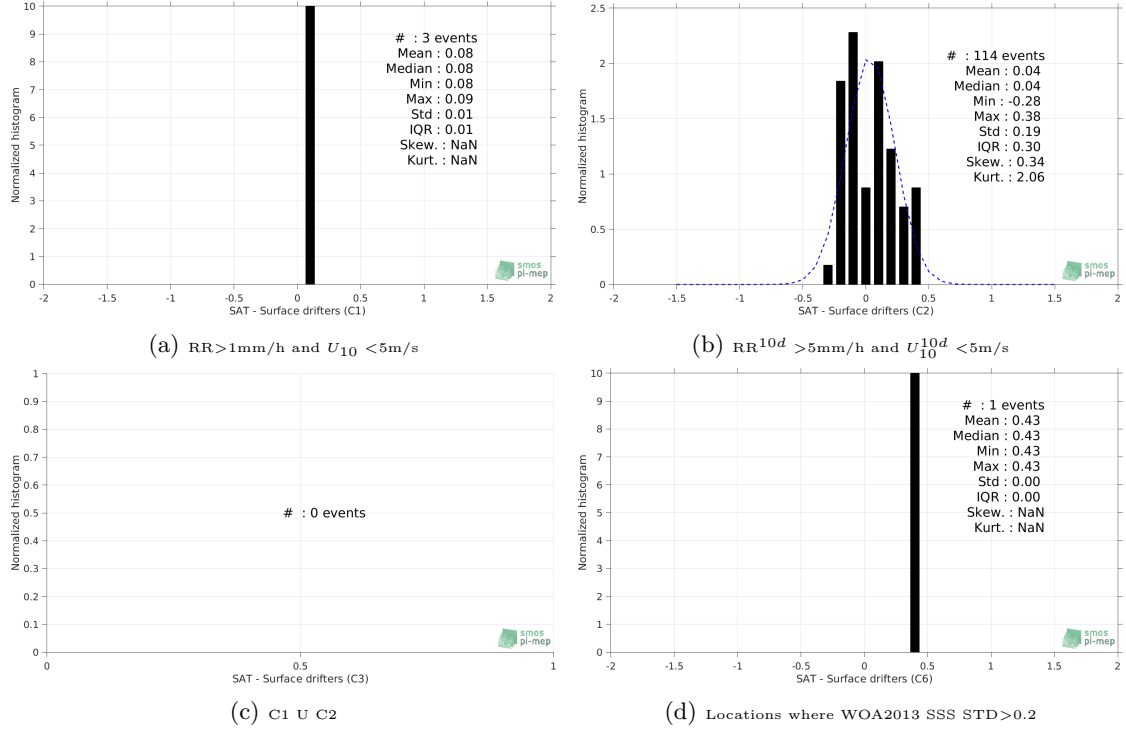 10
9
8
7
6
5
4
3
2
1
0
Normalized histogram
# : 3 events
Mean : 0.08
Median : 0.08
Min : 0.08
Max : 0.09
Std : 0.01
IQR : 0.01
Skew. : NaN
Kurt. : NaN
smos
pi-mep
-2 -1.5 -1 -0.5 0 0.5 1 1.5 2
SAT - Surface drifters (C1)
(a) RR>1mm/h and U10 <5m/s
2.5
2
1.5
1
0.5
0
Normalized histogram
# : 114 events
Mean : 0.04
Median : 0.04
Min : -0.28
Max : 0.38
Std : 0.19
IQR : 0.30
Skew. : 0.34
Kurt. : 2.06
smos
pi-mep
-2 -1.5 -1 -0.5 0 0.5 1 1.5 2
SAT - Surface drifters (C2)
(b) RR^10d >5mm/h and U10^10d <5m/s
1
0.9
0.8
0.7
0.6
0.5
0.4
0.3
0.2
0.1
0
Normalized histogram
# : 0 events
smos
pi-mep
0 0.5 1
SAT - Surface drifters (C3)
(c) C1 U C2
10
9
8
7
6
5
4
3
2
1
0
Normalized histogram
# : 1 events
Mean : 0.43
Median : 0.43
Min : 0.43
Max : 0.43
Std : 0.00
IQR : 0.00
Skew. : NaN
Kurt. : NaN
smos
pi-mep
-2 -1.5 -1 -0.5 0 0.5 1 1.5 2
SAT - Surface drifters (C6)
(d) Locations where WOA2013 SSS STD>0.2